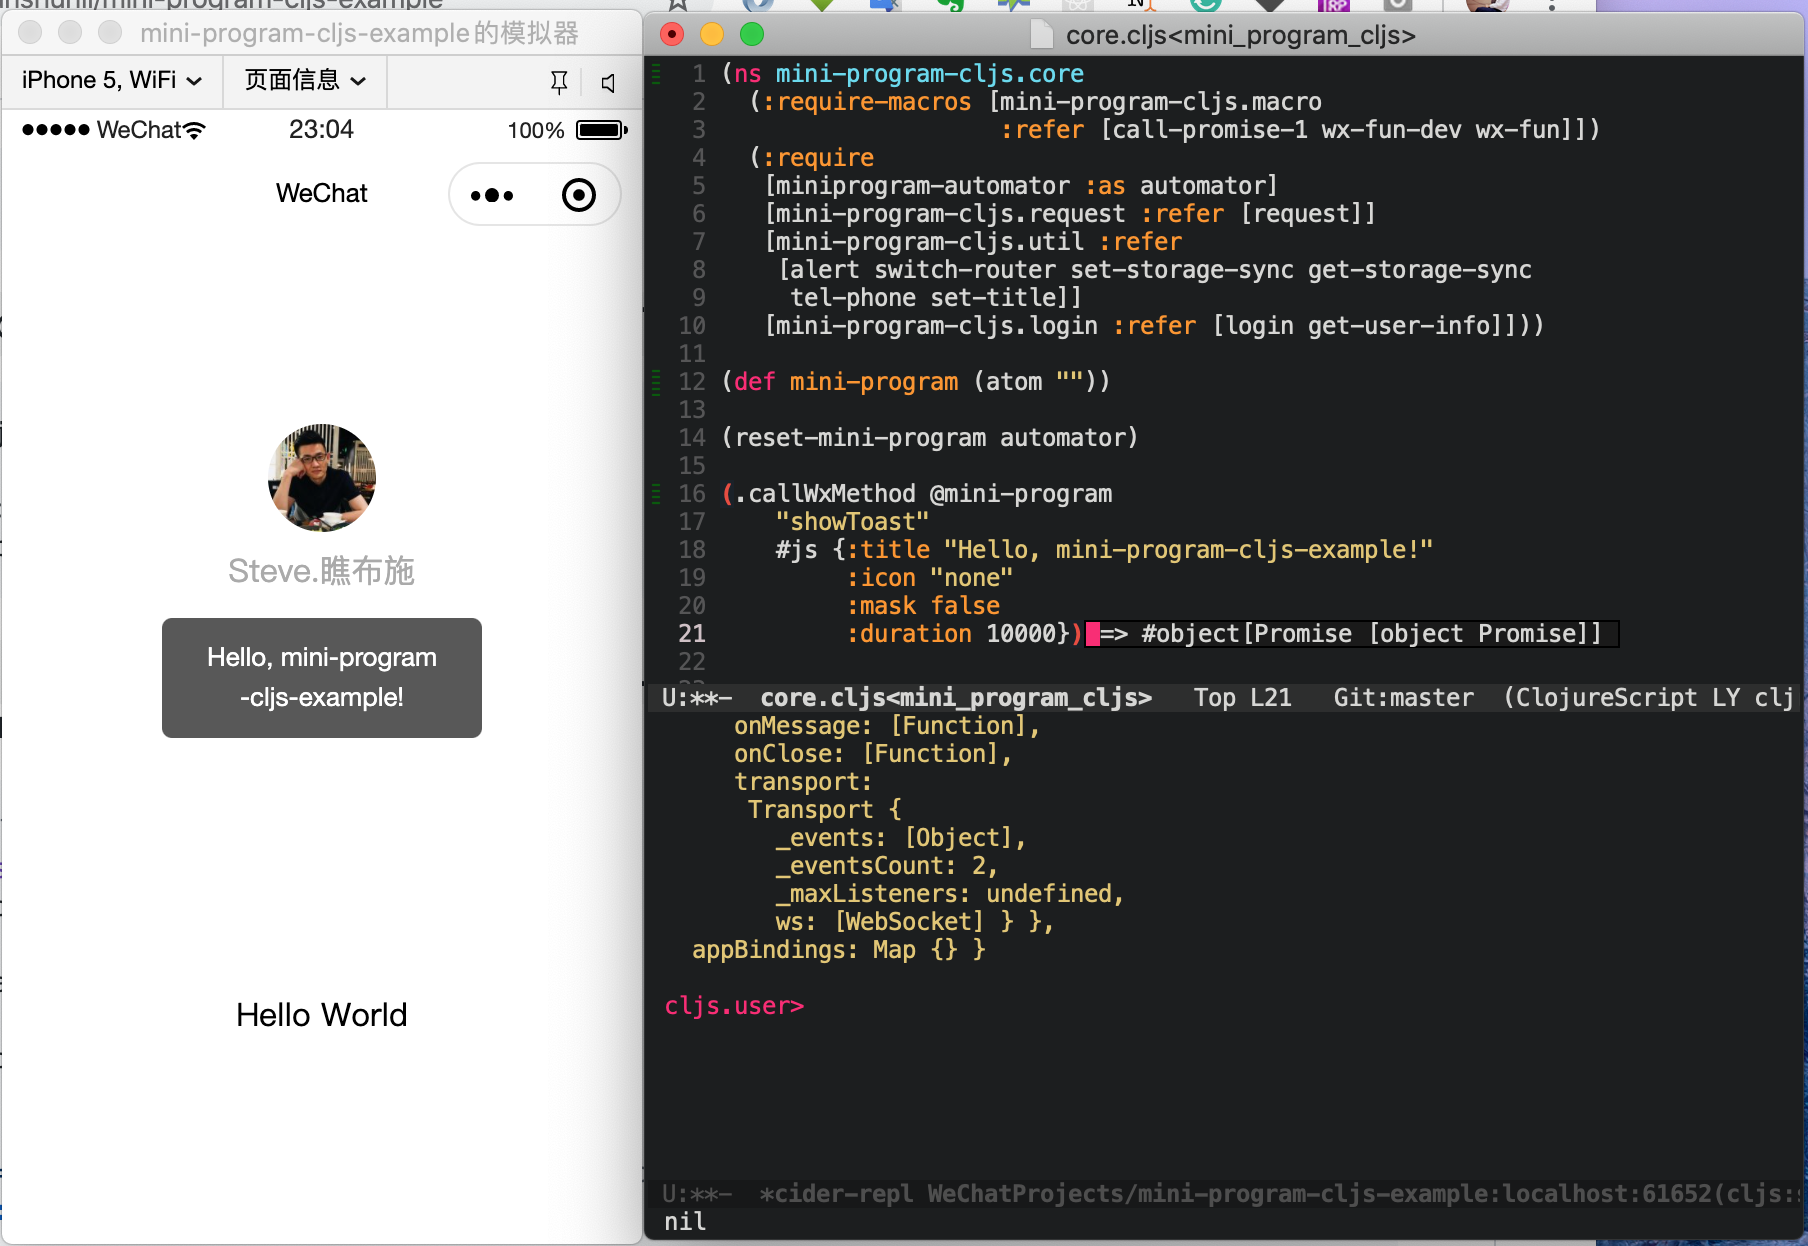 mini-program-cljs-example的模拟器
iPhone 5, WiFi
页面信息
WeChat
23:04
100%
WeChat
Steve.瞧布施
Hello, mini-program
-cljs-example!
Hello World
core.cljs<mini_program_cljs>
1 (ns mini-program-cljs.core
2 (:require-macros [mini-program-cljs.macro
3 :refer [call-promise-1 wx-fun-dev wx-fun]])
4 (:require
5 [miniprogram-automator :as automator]
6 [mini-program-cljs.request :refer [request]]
7 [mini-program-cljs.util :refer
8 [alert switch-router set-storage-sync get-storage-sync
9 tel-phone set-title]]
10 [mini-program-cljs.login :refer [login get-user-info]]))
11
12 (def mini-program (atom ""))
13
14 (reset-mini-program automator)
15
16 (.callWxMethod @mini-program
17 "showToast"
18 #js {:title "Hello, mini-program-cljs-example!"
19 :icon "none"
20 :mask false
21 :duration 10000}) => #object[Promise [object Promise]]
22
U:**- core.cljs<mini_program_cljs> Top L21 Git:master (ClojureScript LY clj
onMessage: [Function],
onClose: [Function],
transport:
Transport {
_events: [Object],
_eventsCount: 2,
_maxListeners: undefined,
ws: [WebSocket] } },
appBindings: Map {} }
cljs.user>
U:**- *cider-repl WeChatProjects/mini-program-cljs-example:localhost:61652(cljs:
nil